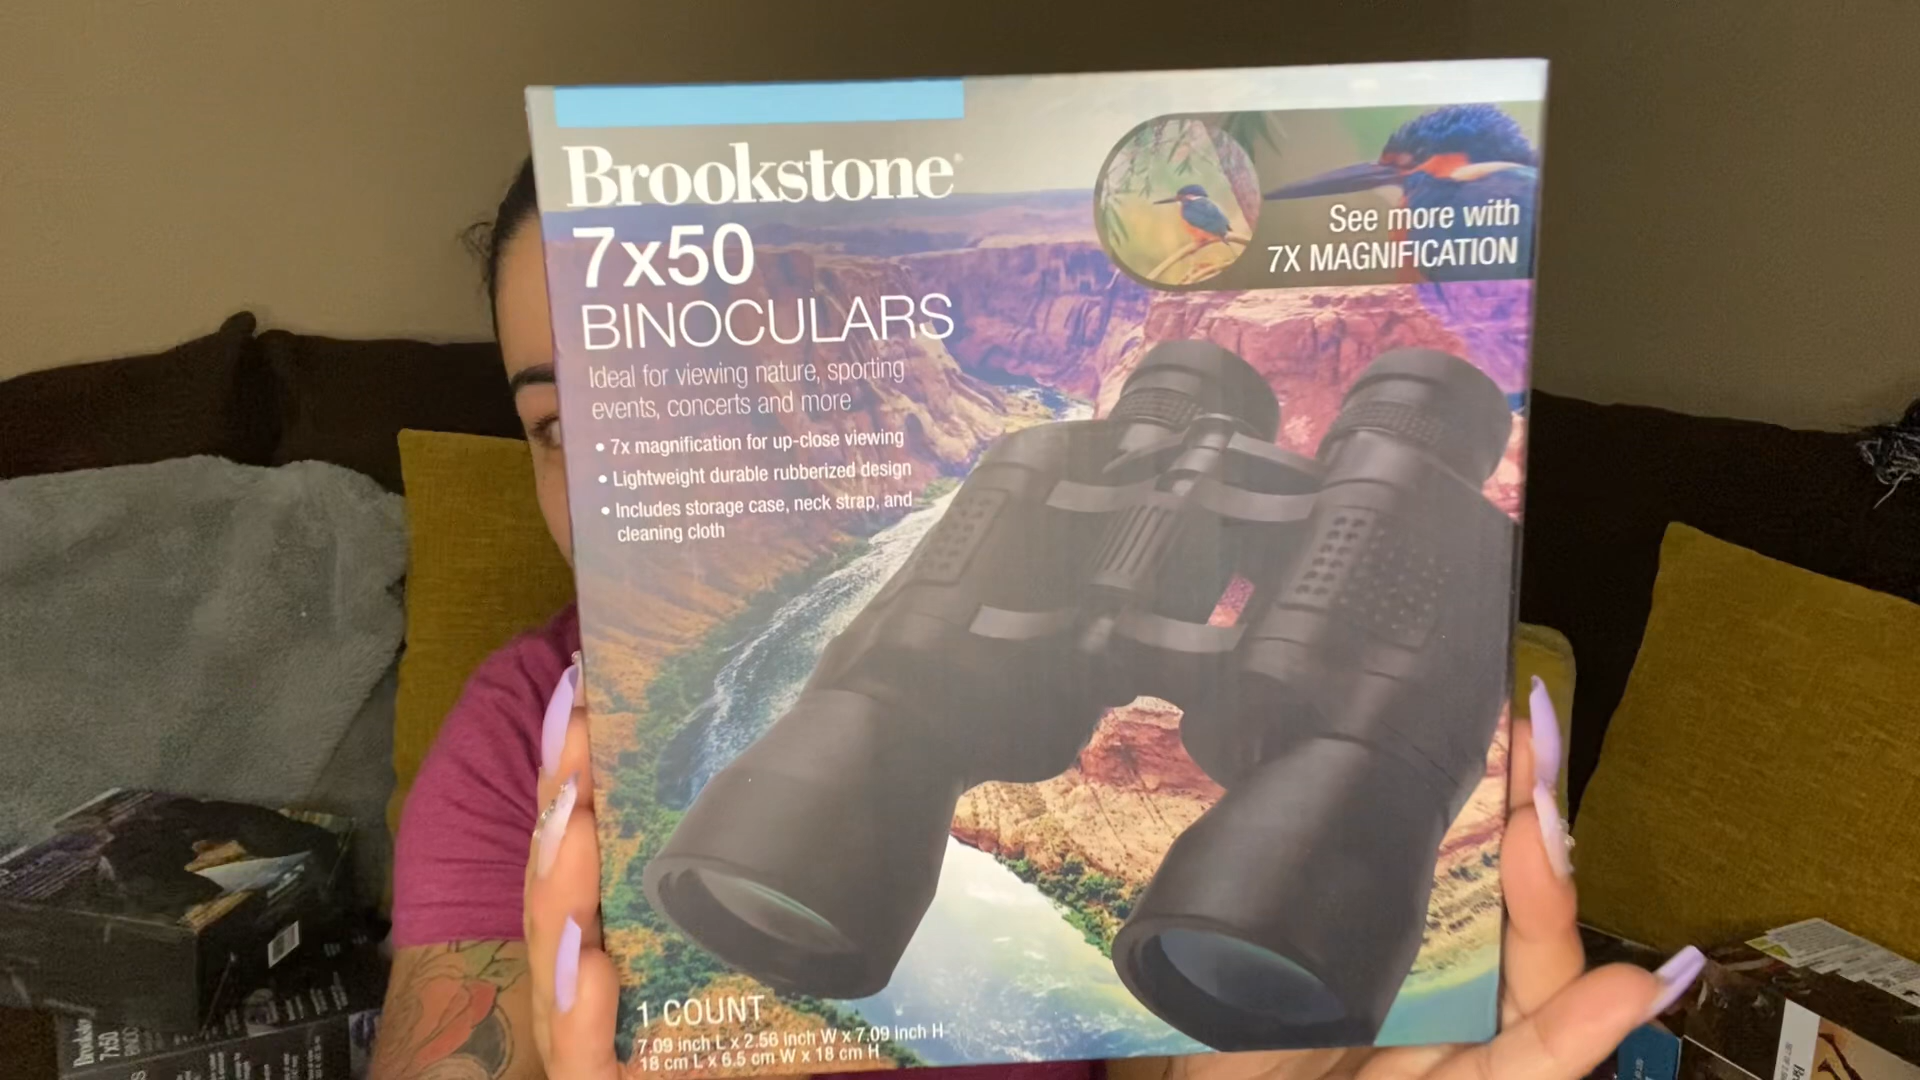 Brookstone
7x50
BINOCULARS
Ideal for viewing nature, sporting
events, concerts and more
• 7x magnification for up-close viewing
• Lightweight durable rubberized design
• Includes storage case, neck strap, and
cleaning cloth
See more with
7X MAGNIFICATION
1 COUNT
7.09 inch L x 2.56 inch W x 7.09 inch H
18 cm L x 6.5 cm W x 18 cm H
Brookstone
7x50